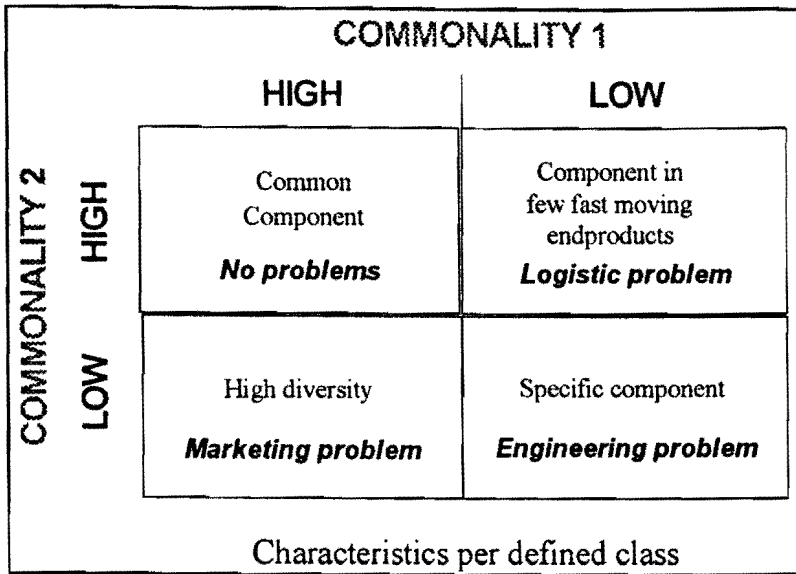 COMMONALITY 1
HIGH
LOW
COMMONALITY 2
HIGH
Common
Component
No problems
Component in
few fast moving
endproducts
Logistic problem
LOW
High diversity
Marketing problem
Specific component
Engineering problem
Characteristics per defined class